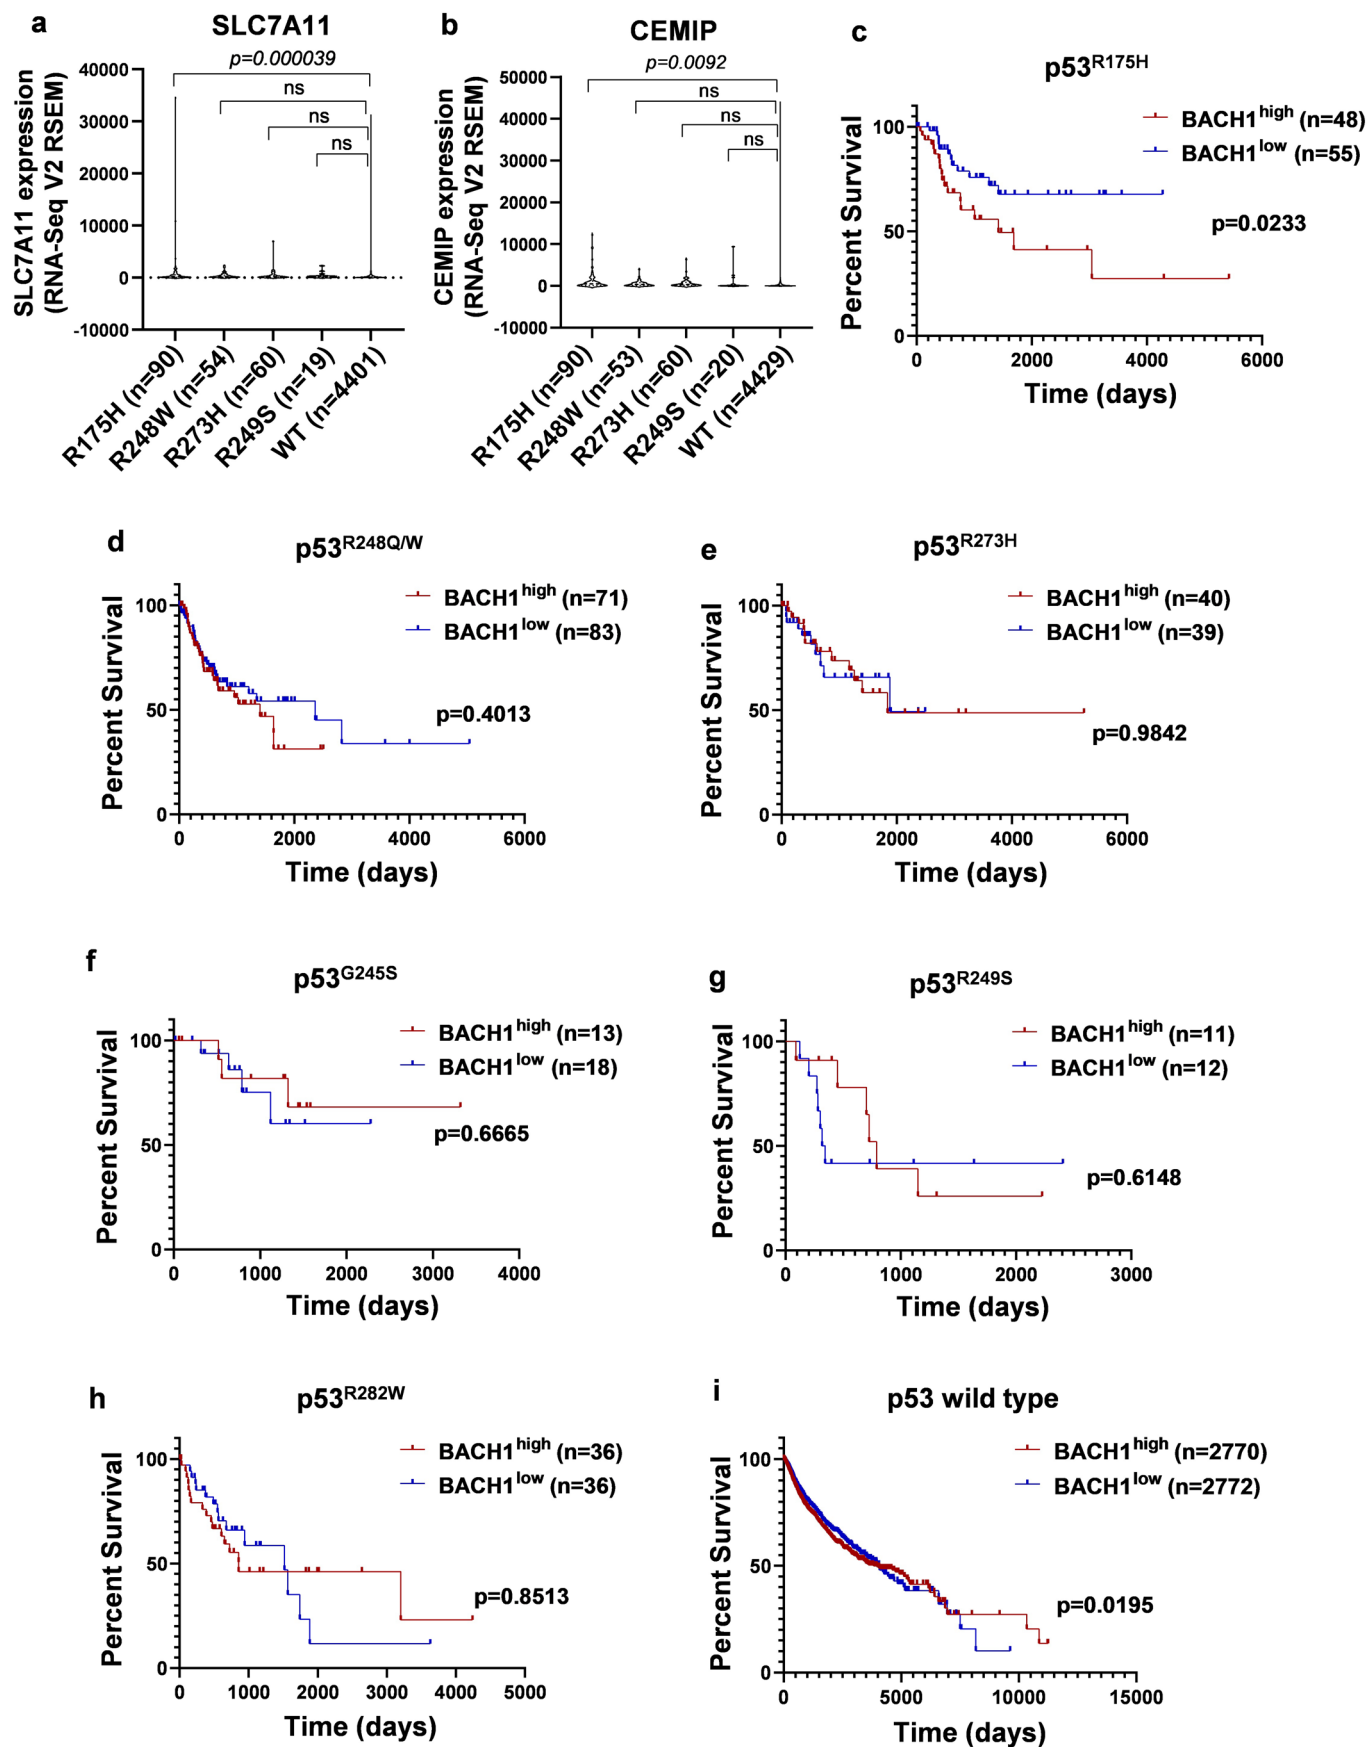 a
SLC7A11
p=0.000039
ns
ns
ns
SLC7A11 expression
(RNA-Seq V2 RSEM)
40000
30000
20000
10000
0
-10000
R175H (n=90)
R248W (n=54)
R273H (n=60)
R249S (n=19)
WT (n=4401)
b
CEMIP
p=0.0092
ns
ns
ns
CEMIP expression
(RNA-Seq V2 RSEM)
50000
40000
30000
20000
10000
0
-10000
R175H (n=90)
R248W (n=53)
R273H (n=60)
R249S (n=20)
WT (n=4429)
c
p53R175H
BACH1high (n=48)
BACH1low (n=55)
p=0.0233
Percent Survival
100
50
0
0 2000 4000 6000
Time (days)
d
p53R248Q/W
BACH1high (n=71)
BACH1low (n=83)
p=0.4013
Percent Survival
100
50
0
0 2000 4000 6000
Time (days)
e
p53R273H
BACH1high (n=40)
BACH1low (n=39)
p=0.9842
Percent Survival
100
50
0
0 2000 4000 6000
Time (days)
f
p53G245S
BACH1high (n=13)
BACH1low (n=18)
p=0.6665
Percent Survival
100
50
0
0 1000 2000 3000 4000
Time (days)
g
p53R249S
BACH1high (n=11)
BACH1low (n=12)
p=0.6148
Percent Survival
100
50
0
0 1000 2000 3000
Time (days)
h
p53R282W
BACH1high (n=36)
BACH1low (n=36)
p=0.8513
Percent Survival
100
50
0
0 1000 2000 3000 4000 5000
Time (days)
i
p53 wild type
BACH1high (n=2770)
BACH1low (n=2772)
p=0.0195
Percent Survival
100
50
0
0 5000 10000 15000
Time (days)